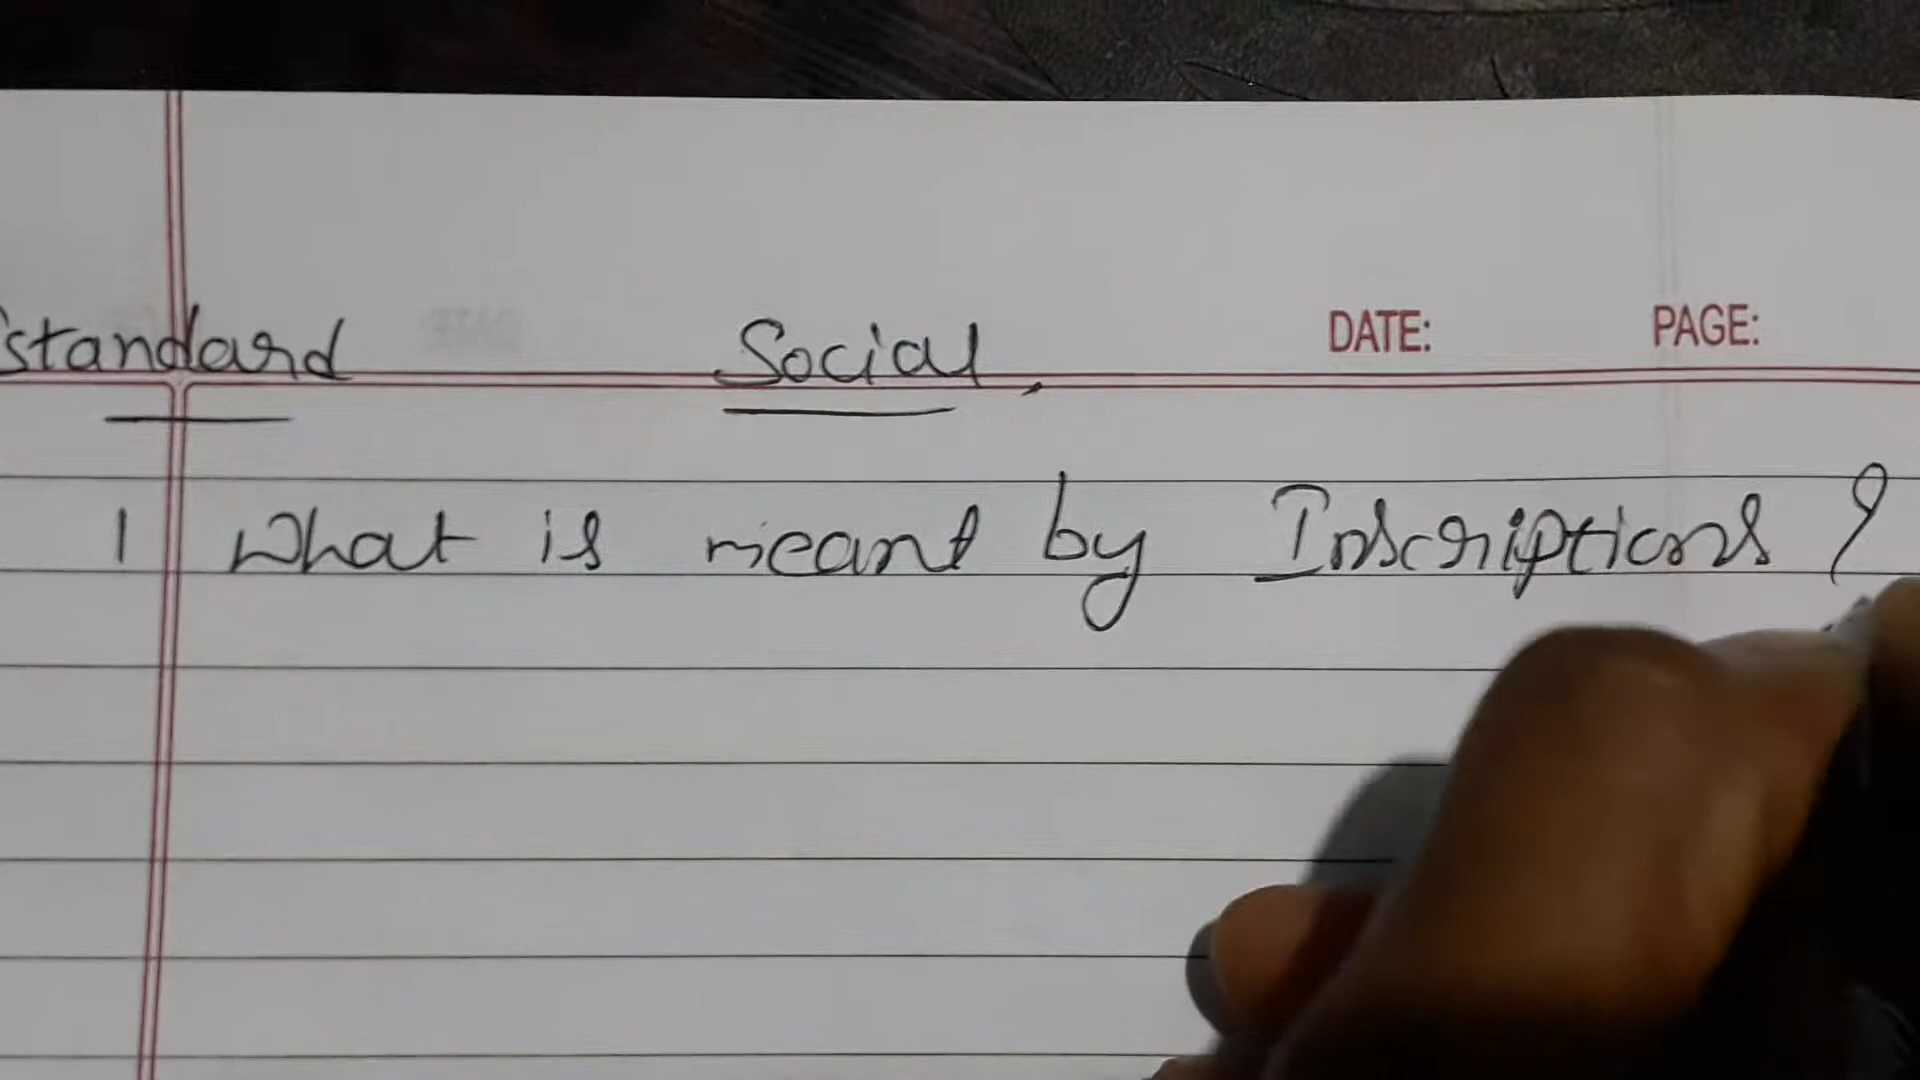 standard Social, DATE: PAGE:
1 What is meant by Inscriptions ?